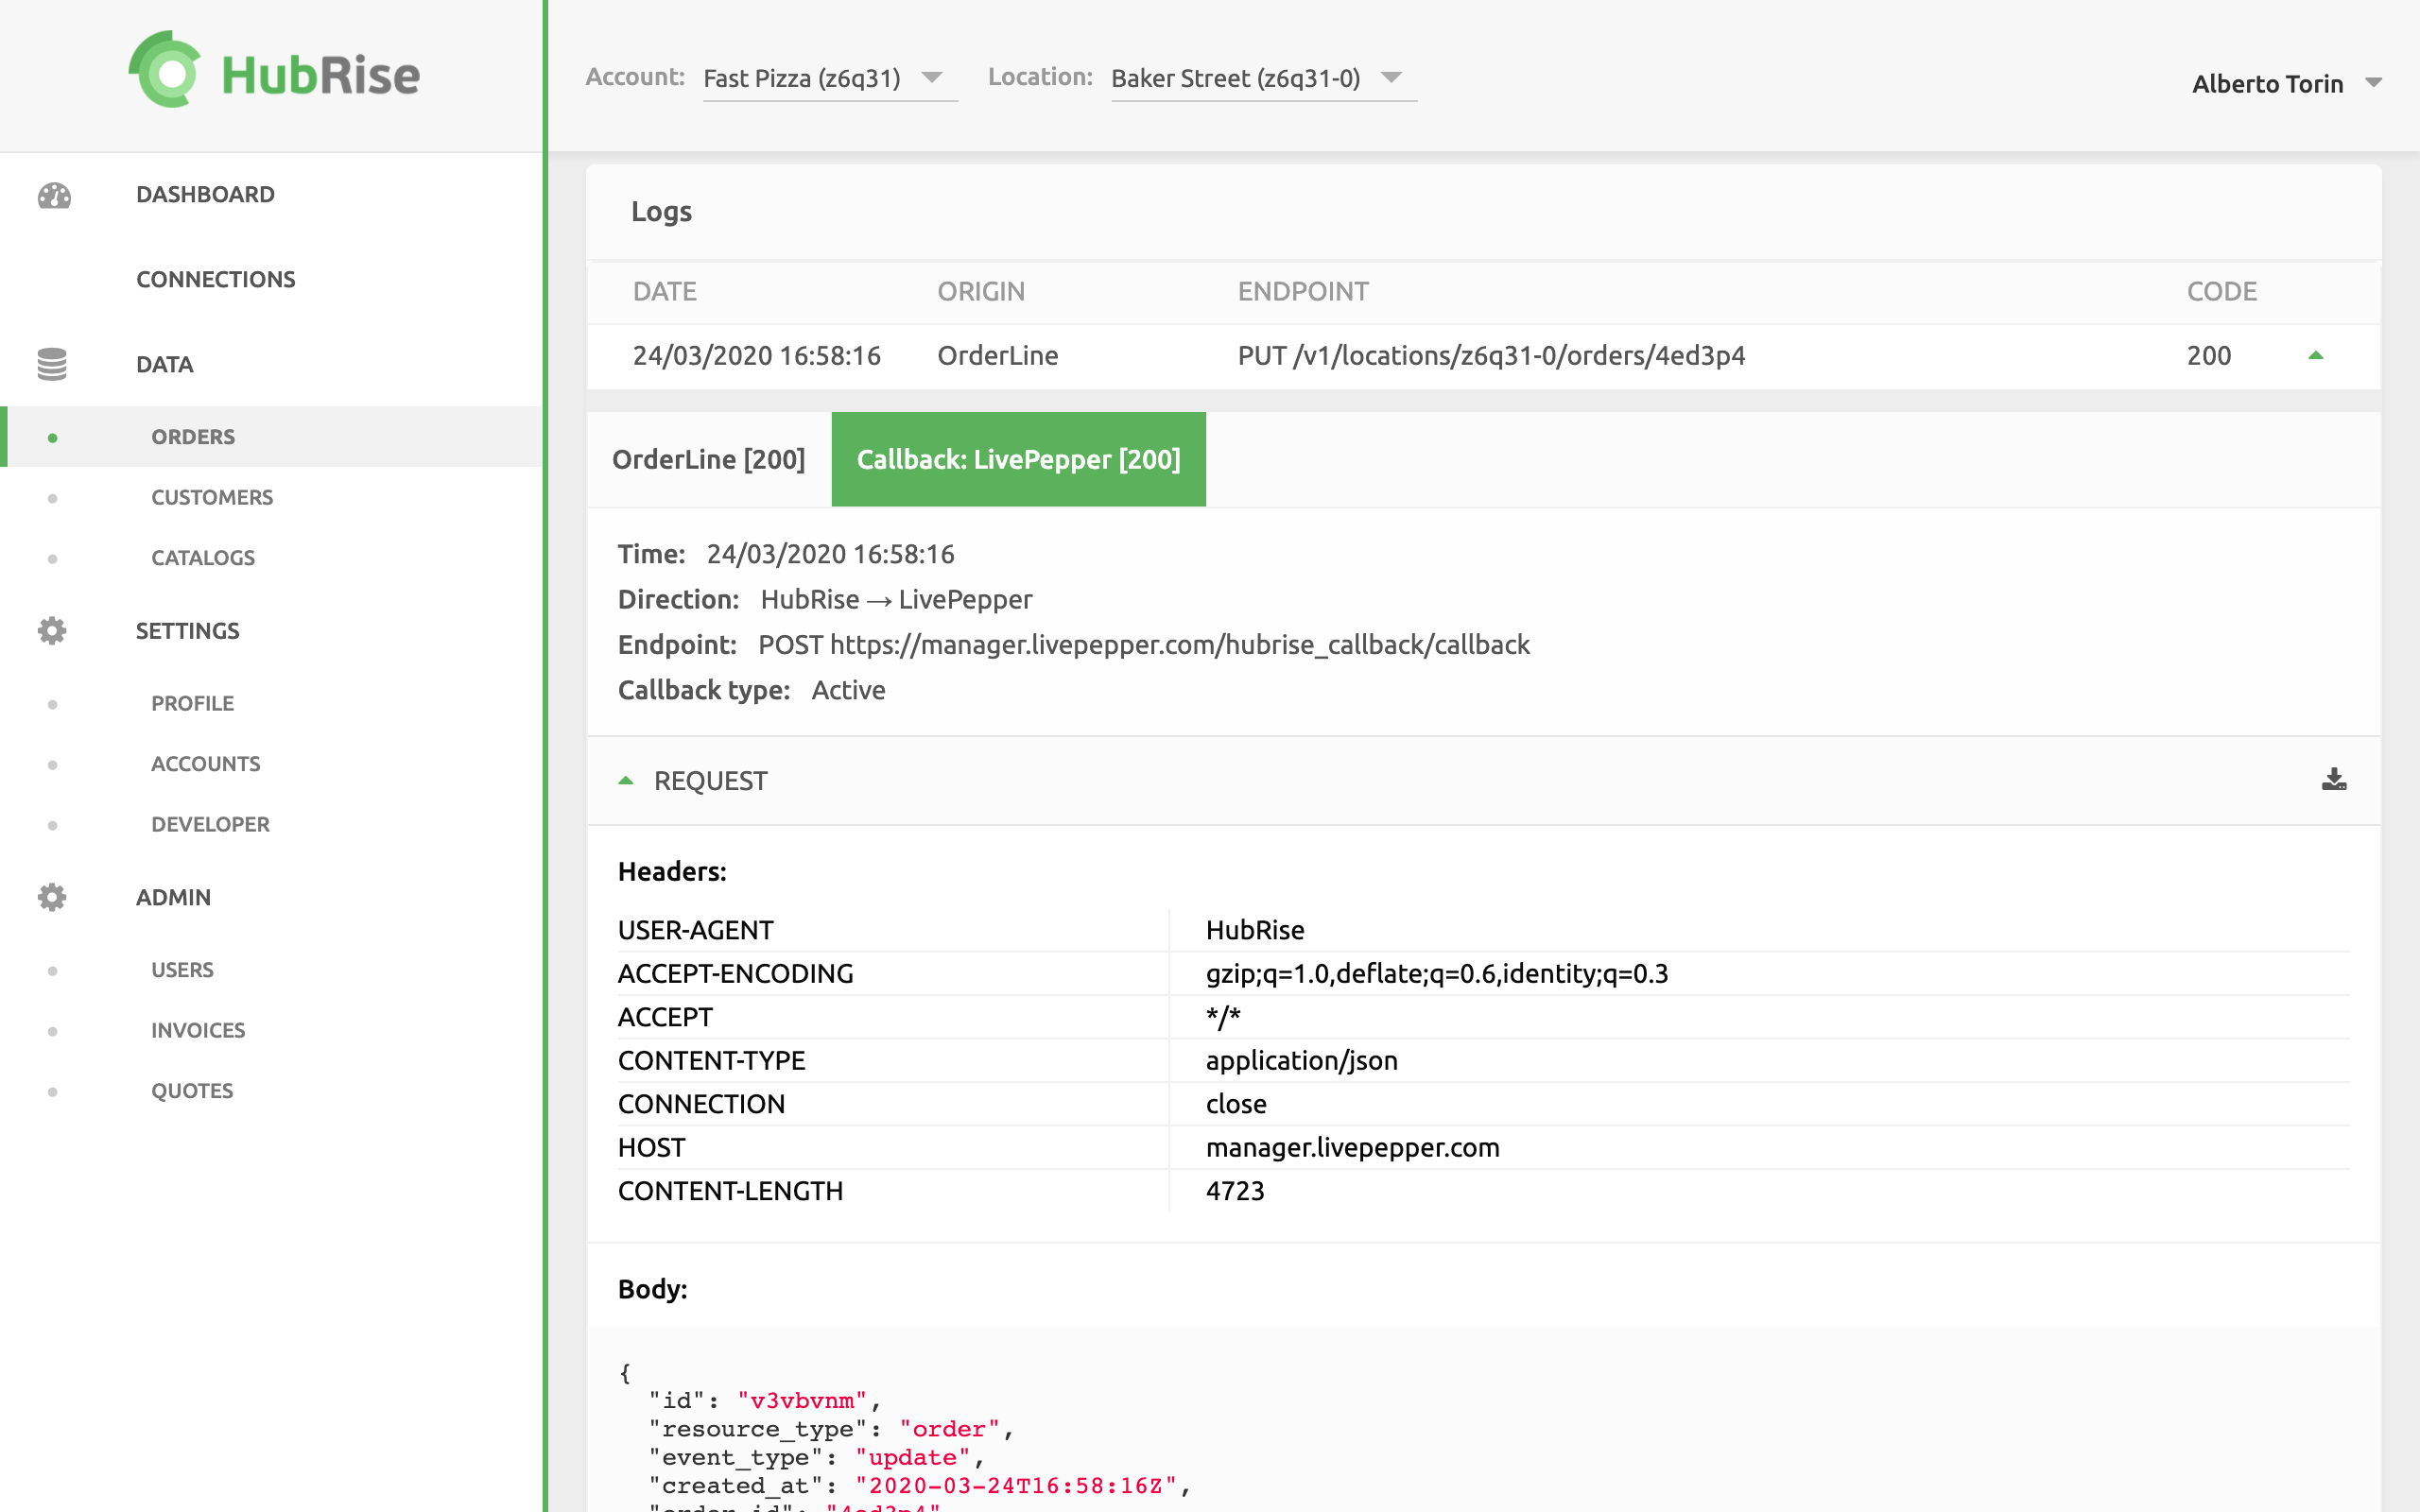 HubRise
Account: Fast Pizza (z6q31) Location: Baker Street (z6q31-0)
Alberto Torin
DASHBOARD
CONNECTIONS
DATA
ORDERS
CUSTOMERS
CATALOGS
SETTINGS
PROFILE
ACCOUNTS
DEVELOPER
ADMIN
USERS
INVOICES
QUOTES
Logs
DATE ORIGIN ENDPOINT CODE
24/03/2020 16:58:16 OrderLine PUT /v1/locations/z6q31-0/orders/4ed3p4 200
OrderLine [200] Callback: LivePepper [200]
Time: 24/03/2020 16:58:16
Direction: HubRise → LivePepper
Endpoint: POST https://manager.livepepper.com/hubrise_callback/callback
Callback type: Active
REQUEST
Headers:
USER-AGENT HubRise
ACCEPT-ENCODING gzip;q=1.0,deflate;q=0.6,identity;q=0.3
ACCEPT */*
CONTENT-TYPE application/json
CONNECTION close
HOST manager.livepepper.com
CONTENT-LENGTH 4723
Body:
{
"id": "v3vbvnm",
"resource_type": "order",
"event_type": "update",
"created_at": "2020-03-24T16:58:16Z",
"order_id": "4ed3p4"